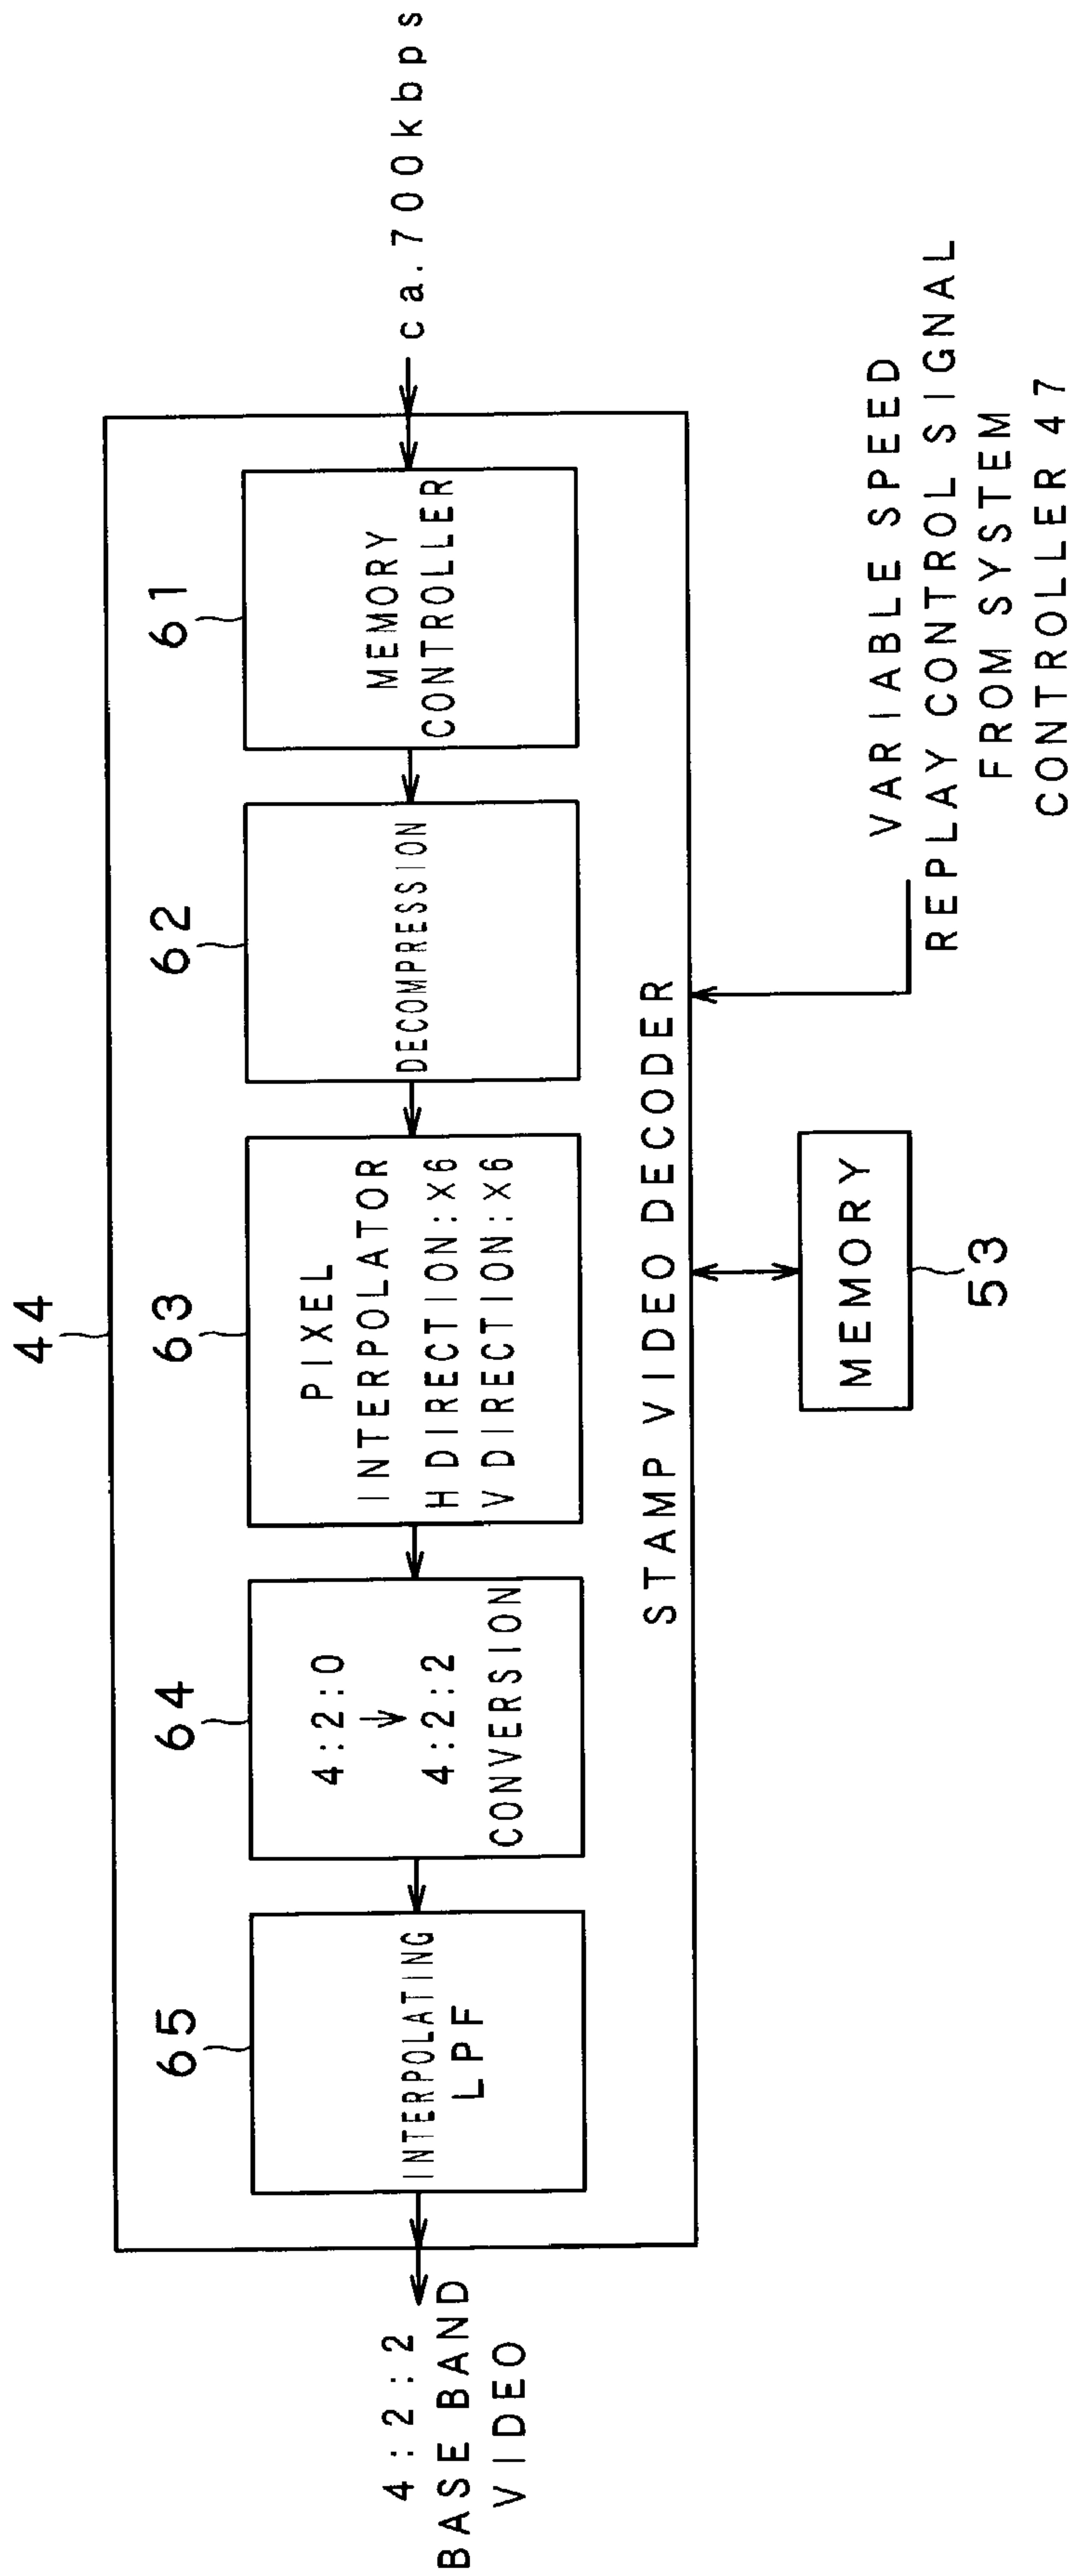 44
65
64
63
62
61
4:2:2
BASE BAND
VIDEO
INTERPOLATING
LPF
4:2:0
↓
4:2:2
CONVERSION
PIXEL
INTERPOLATOR
H DIRECTION:X6
V DIRECTION:X6
DECOMPRESSION
MEMORY
CONTROLLER
ca.700kbps
STAMP VIDEO DECODER
MEMORY
53
VARIABLE SPEED
REPLAY CONTROL SIGNAL
FROM SYSTEM
CONTROLLER 47